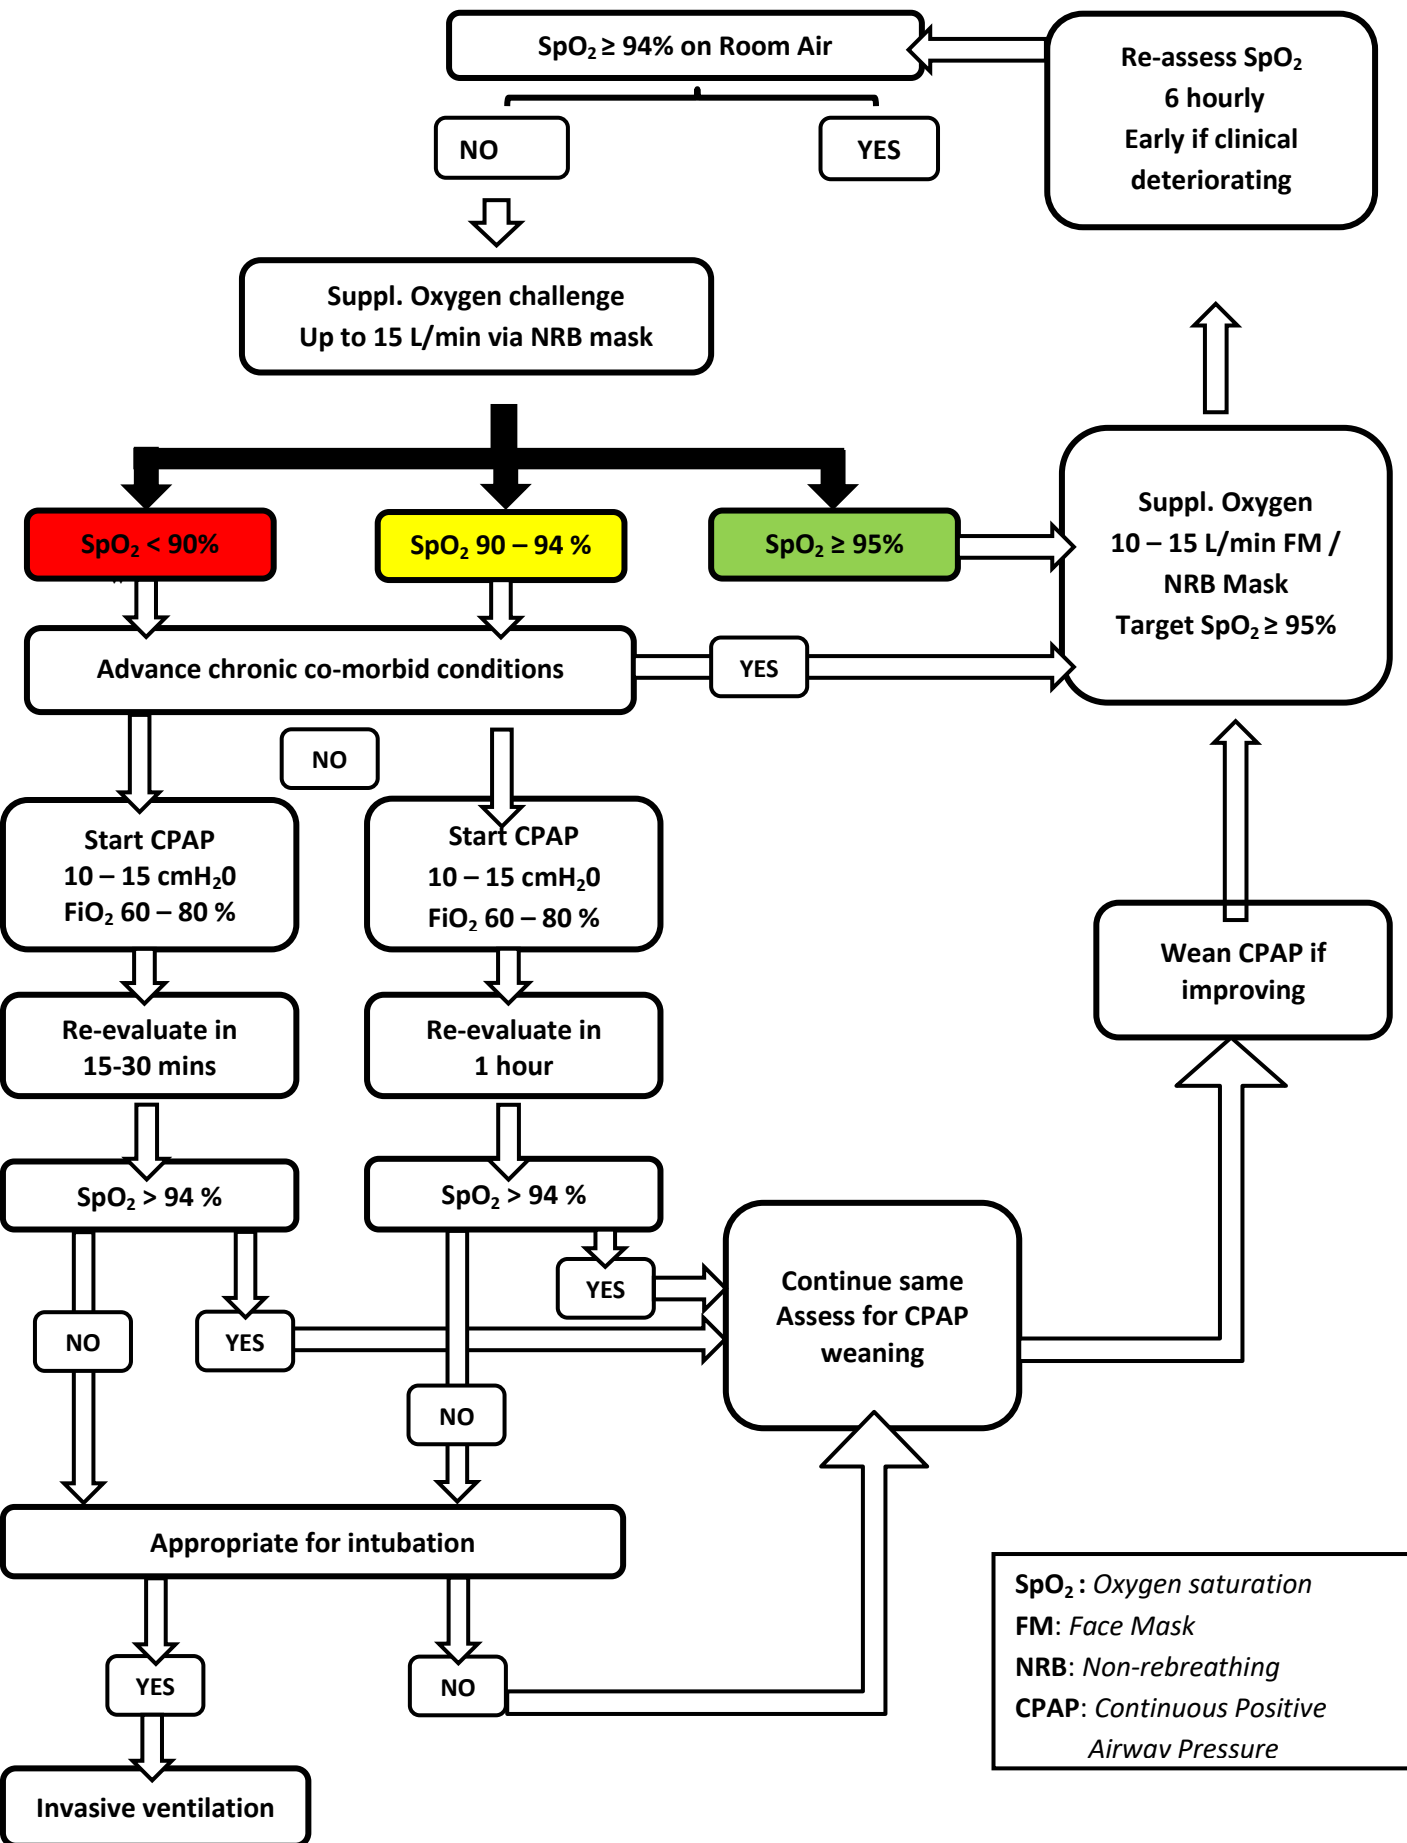 SpO₂ ≥ 94% on Room Air
Re-assess SpO₂
6 hourly
Early if clinical
deteriorating
NO
YES
Suppl. Oxygen challenge
Up to 15 L/min via NRB mask
SpO₂ < 90%
SpO₂ 90 – 94 %
SpO₂ ≥ 95%
Suppl. Oxygen
10 – 15 L/min FM /
NRB Mask
Target SpO₂ ≥ 95%
Advance chronic co-morbid conditions
YES
NO
Start CPAP
10 – 15 cmH₂0
FiO₂ 60 – 80 %
Start CPAP
10 – 15 cmH₂0
FiO₂ 60 – 80 %
Wean CPAP if
improving
Re-evaluate in
15-30 mins
Re-evaluate in
1 hour
SpO₂ > 94 %
SpO₂ > 94 %
YES
Continue same
Assess for CPAP
weaning
NO
YES
NO
Appropriate for intubation
YES
NO
Invasive ventilation
SpO₂ : Oxygen saturation
FM: Face Mask
NRB: Non-rebreathing
CPAP: Continuous Positive
Airway Pressure